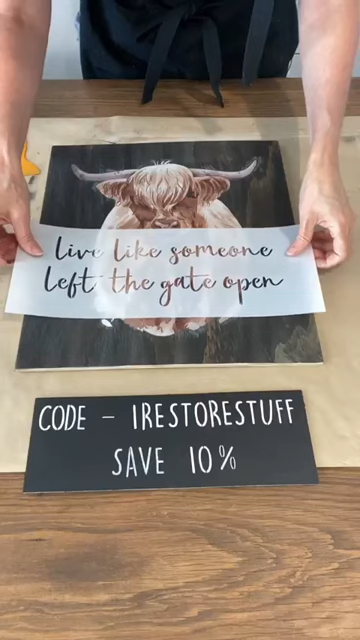 live like someone
left the gate open
CODE - IRESTORESTUFF
SAVE 10%